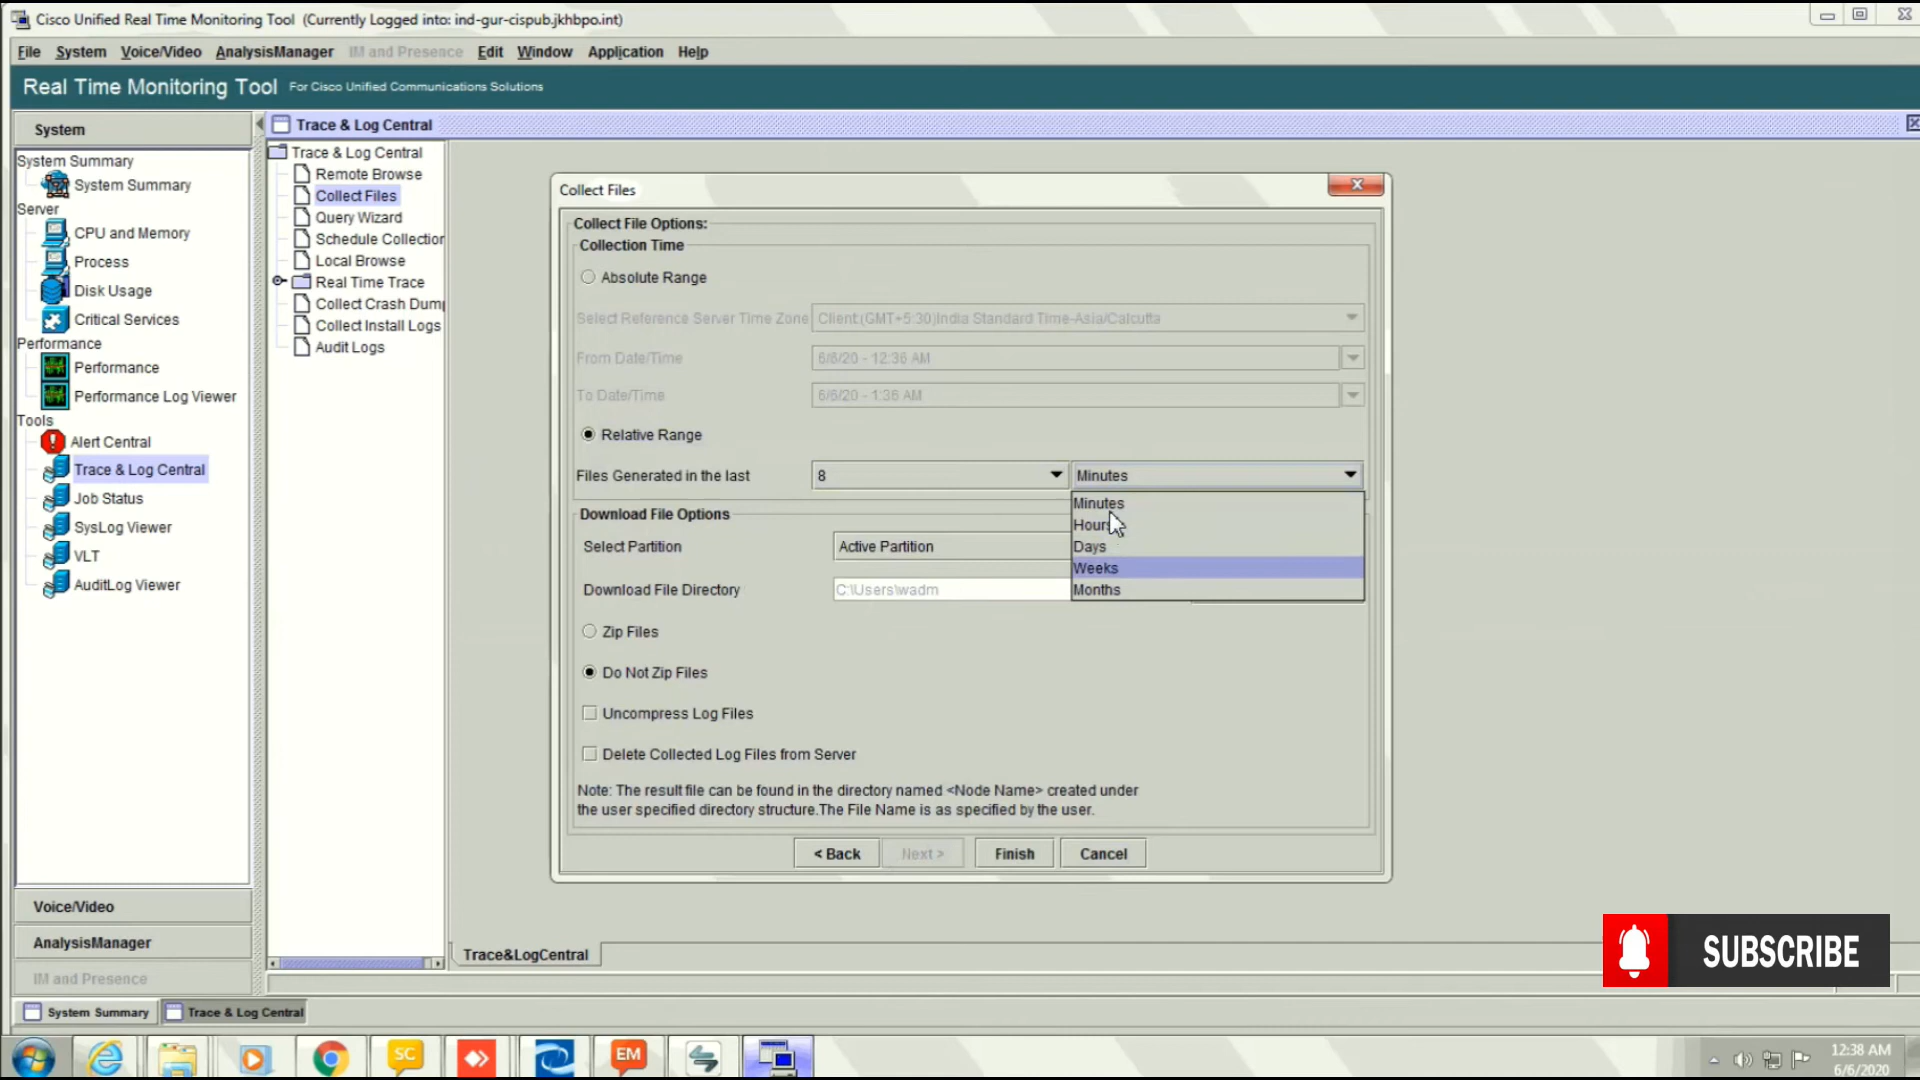 Cisco Unified Real Time Monitoring Tool (Currently Logged into: ind-gur-cispub.jkhbpo.int)
File System Voice/Video AnalysisManager IM and Presence Edit Window Application Help
Real Time Monitoring Tool For Cisco Unified Communications Solutions
System
System Summary
System Summary
Server
CPU and Memory
Process
Disk Usage
Critical Services
Performance
Performance
Performance Log Viewer
Tools
Alert Central
Trace & Log Central
Job Status
SysLog Viewer
VLT
AuditLog Viewer
Voice/Video
AnalysisManager
IM and Presence
Trace & Log Central
Trace & Log Central
Remote Browse
Collect Files
Query Wizard
Schedule Collection
Local Browse
Real Time Trace
Collect Crash Dump
Collect Install Logs
Audit Logs
Collect Files
Collect File Options:
Collection Time
Absolute Range
Select Reference Server Time Zone Client:(GMT+5:30)India Standard Time-Asia/Calcutta
From Date/Time 6/6/20 - 12:36 AM
To Date/Time 6/6/20 - 1:36 AM
Relative Range
Files Generated in the last 8 Minutes
Minutes
Hours
Days
Weeks
Months
Download File Options
Select Partition Active Partition
Download File Directory C:\Users\wadm
Zip Files
Do Not Zip Files
Uncompress Log Files
Delete Collected Log Files from Server
Note: The result file can be found in the directory named <Node Name> created under
the user specified directory structure.The File Name is as specified by the user.
< Back Next > Finish Cancel
Trace&LogCentral
SUBSCRIBE
System Summary Trace & Log Central
SC
EM
12:38 AM
6/6/2020